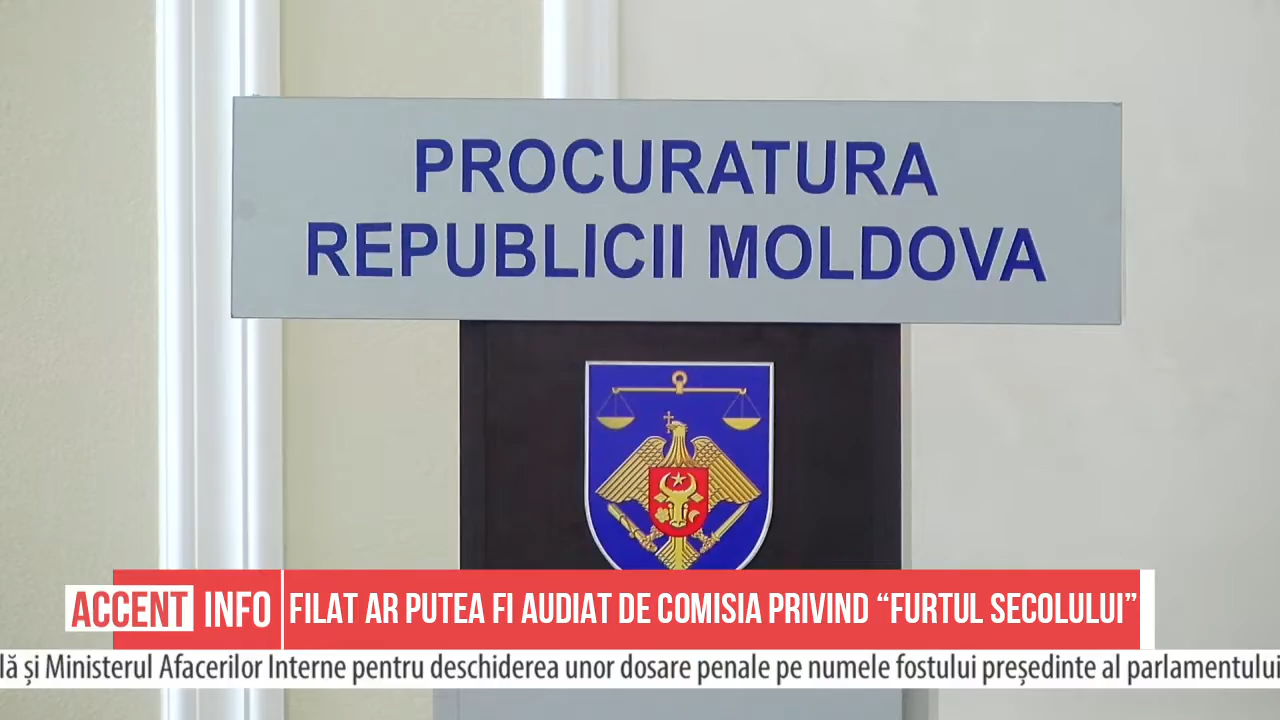 PROCURATURA
REPUBLICII MOLDOVA
ACCENT INFO
FILAT AR PUTEA FI AUDIAT DE COMISIA PRIVIND “FURTUL SECOLULUI”
lă și Ministerul Afacerilor Interne pentru deschiderea unor dosare penale pe numele fostului președinte al parlamentului